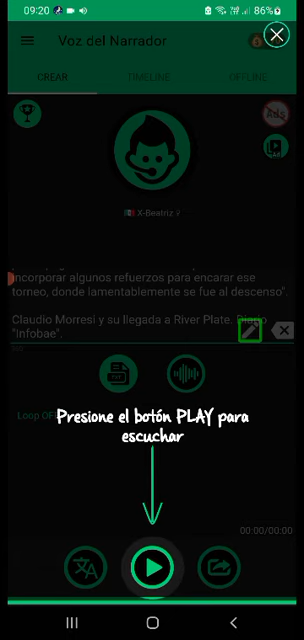 09:20
86%
Voz del Narrador
CREAR TIMELINE OFFLINE
Ads
X-Beatriz
incorporar algunos refuerzos para encarar ese
torneo, donde lamentablemente se fue al descenso".
Claudio Morresi y su llegada a River Plate. Diario
"Infobae".
TXT
Loop OFF
Presione el botón PLAY para
escuchar
00:00/00:00